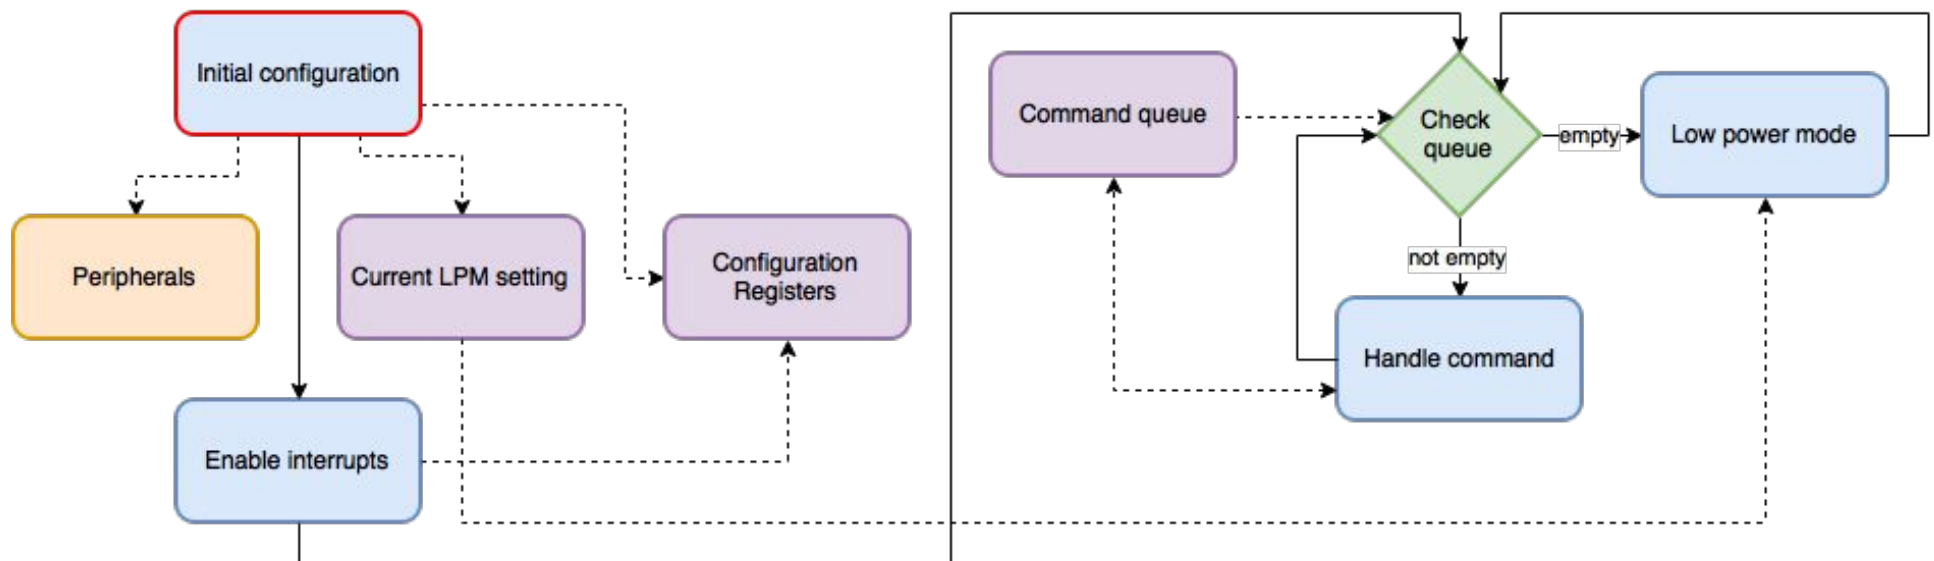 Initial configuration
Peripherals
Current LPM setting
Configuration
Registers
Enable interrupts
Command queue
Check
queue
empty
Low power mode
not empty
Handle command